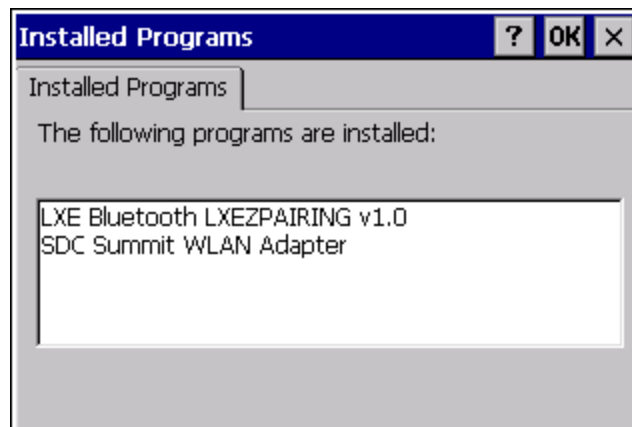 Installed Programs ? OK ×
Installed Programs
The following programs are installed:
LXE Bluetooth LXEZPAIRING v1.0
SDC Summit WLAN Adapter